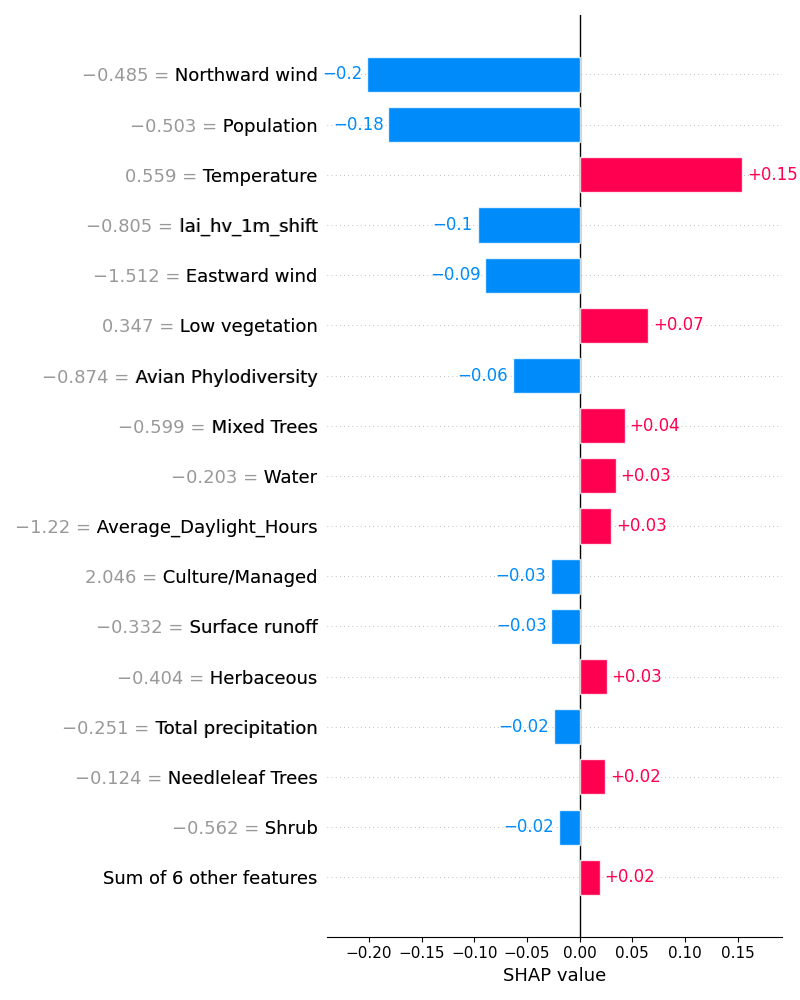 −0.485 = Northward wind −0.2
−0.503 = Population −0.18
0.559 = Temperature +0.15
−0.805 = lai_hv_1m_shift −0.1
−1.512 = Eastward wind −0.09
0.347 = Low vegetation +0.07
−0.874 = Avian Phylodiversity −0.06
−0.599 = Mixed Trees +0.04
−0.203 = Water +0.03
−1.22 = Average_Daylight_Hours +0.03
2.046 = Culture/Managed −0.03
−0.332 = Surface runoff −0.03
−0.404 = Herbaceous +0.03
−0.251 = Total precipitation −0.02
−0.124 = Needleleaf Trees +0.02
−0.562 = Shrub −0.02
Sum of 6 other features +0.02
−0.20 −0.15 −0.10 −0.05 0.00 0.05 0.10 0.15
SHAP value